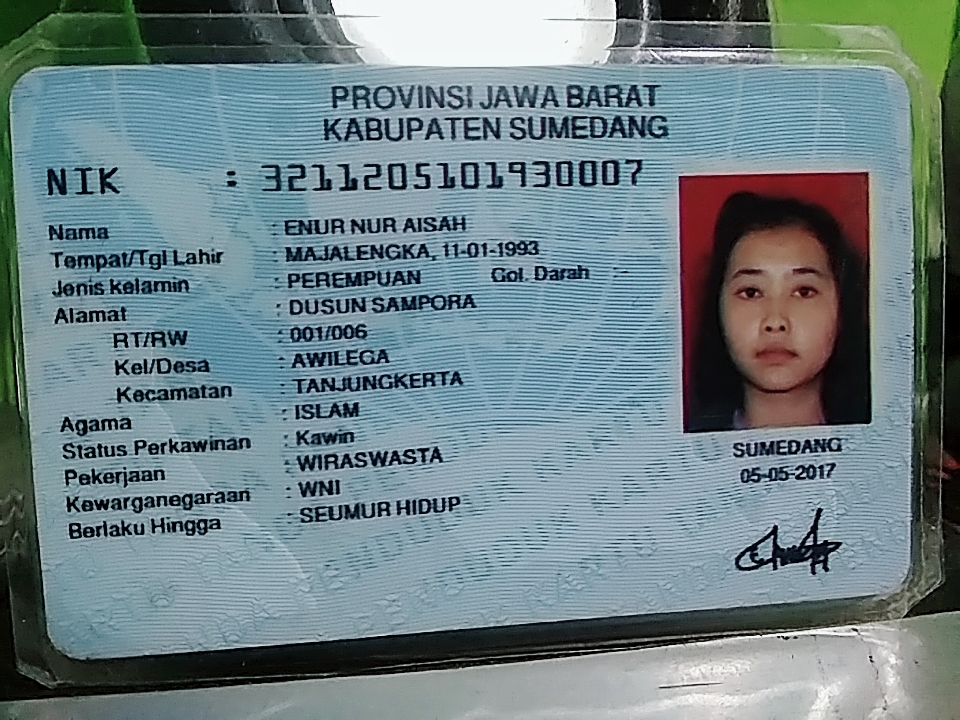 PROVINSI JAWA BARAT
KABUPATEN SUMEDANG
NIK : 3211205101930007
Nama : ENUR NUR AISAH
Tempat/Tgl Lahir : MAJALENGKA, 11-01-1993
Jenis kelamin : PEREMPUAN Gol. Darah :-
Alamat : DUSUN SAMPORA
RT/RW : 001/006
Kel/Desa : AWILEGA
Kecamatan : TANJUNGKERTA
Agama : ISLAM
Status Perkawinan : Kawin
Pekerjaan : WIRASWASTA
Kewarganegaraan : WNI
Berlaku Hingga : SEUMUR HIDUP
SUMEDANG
05-05-2017